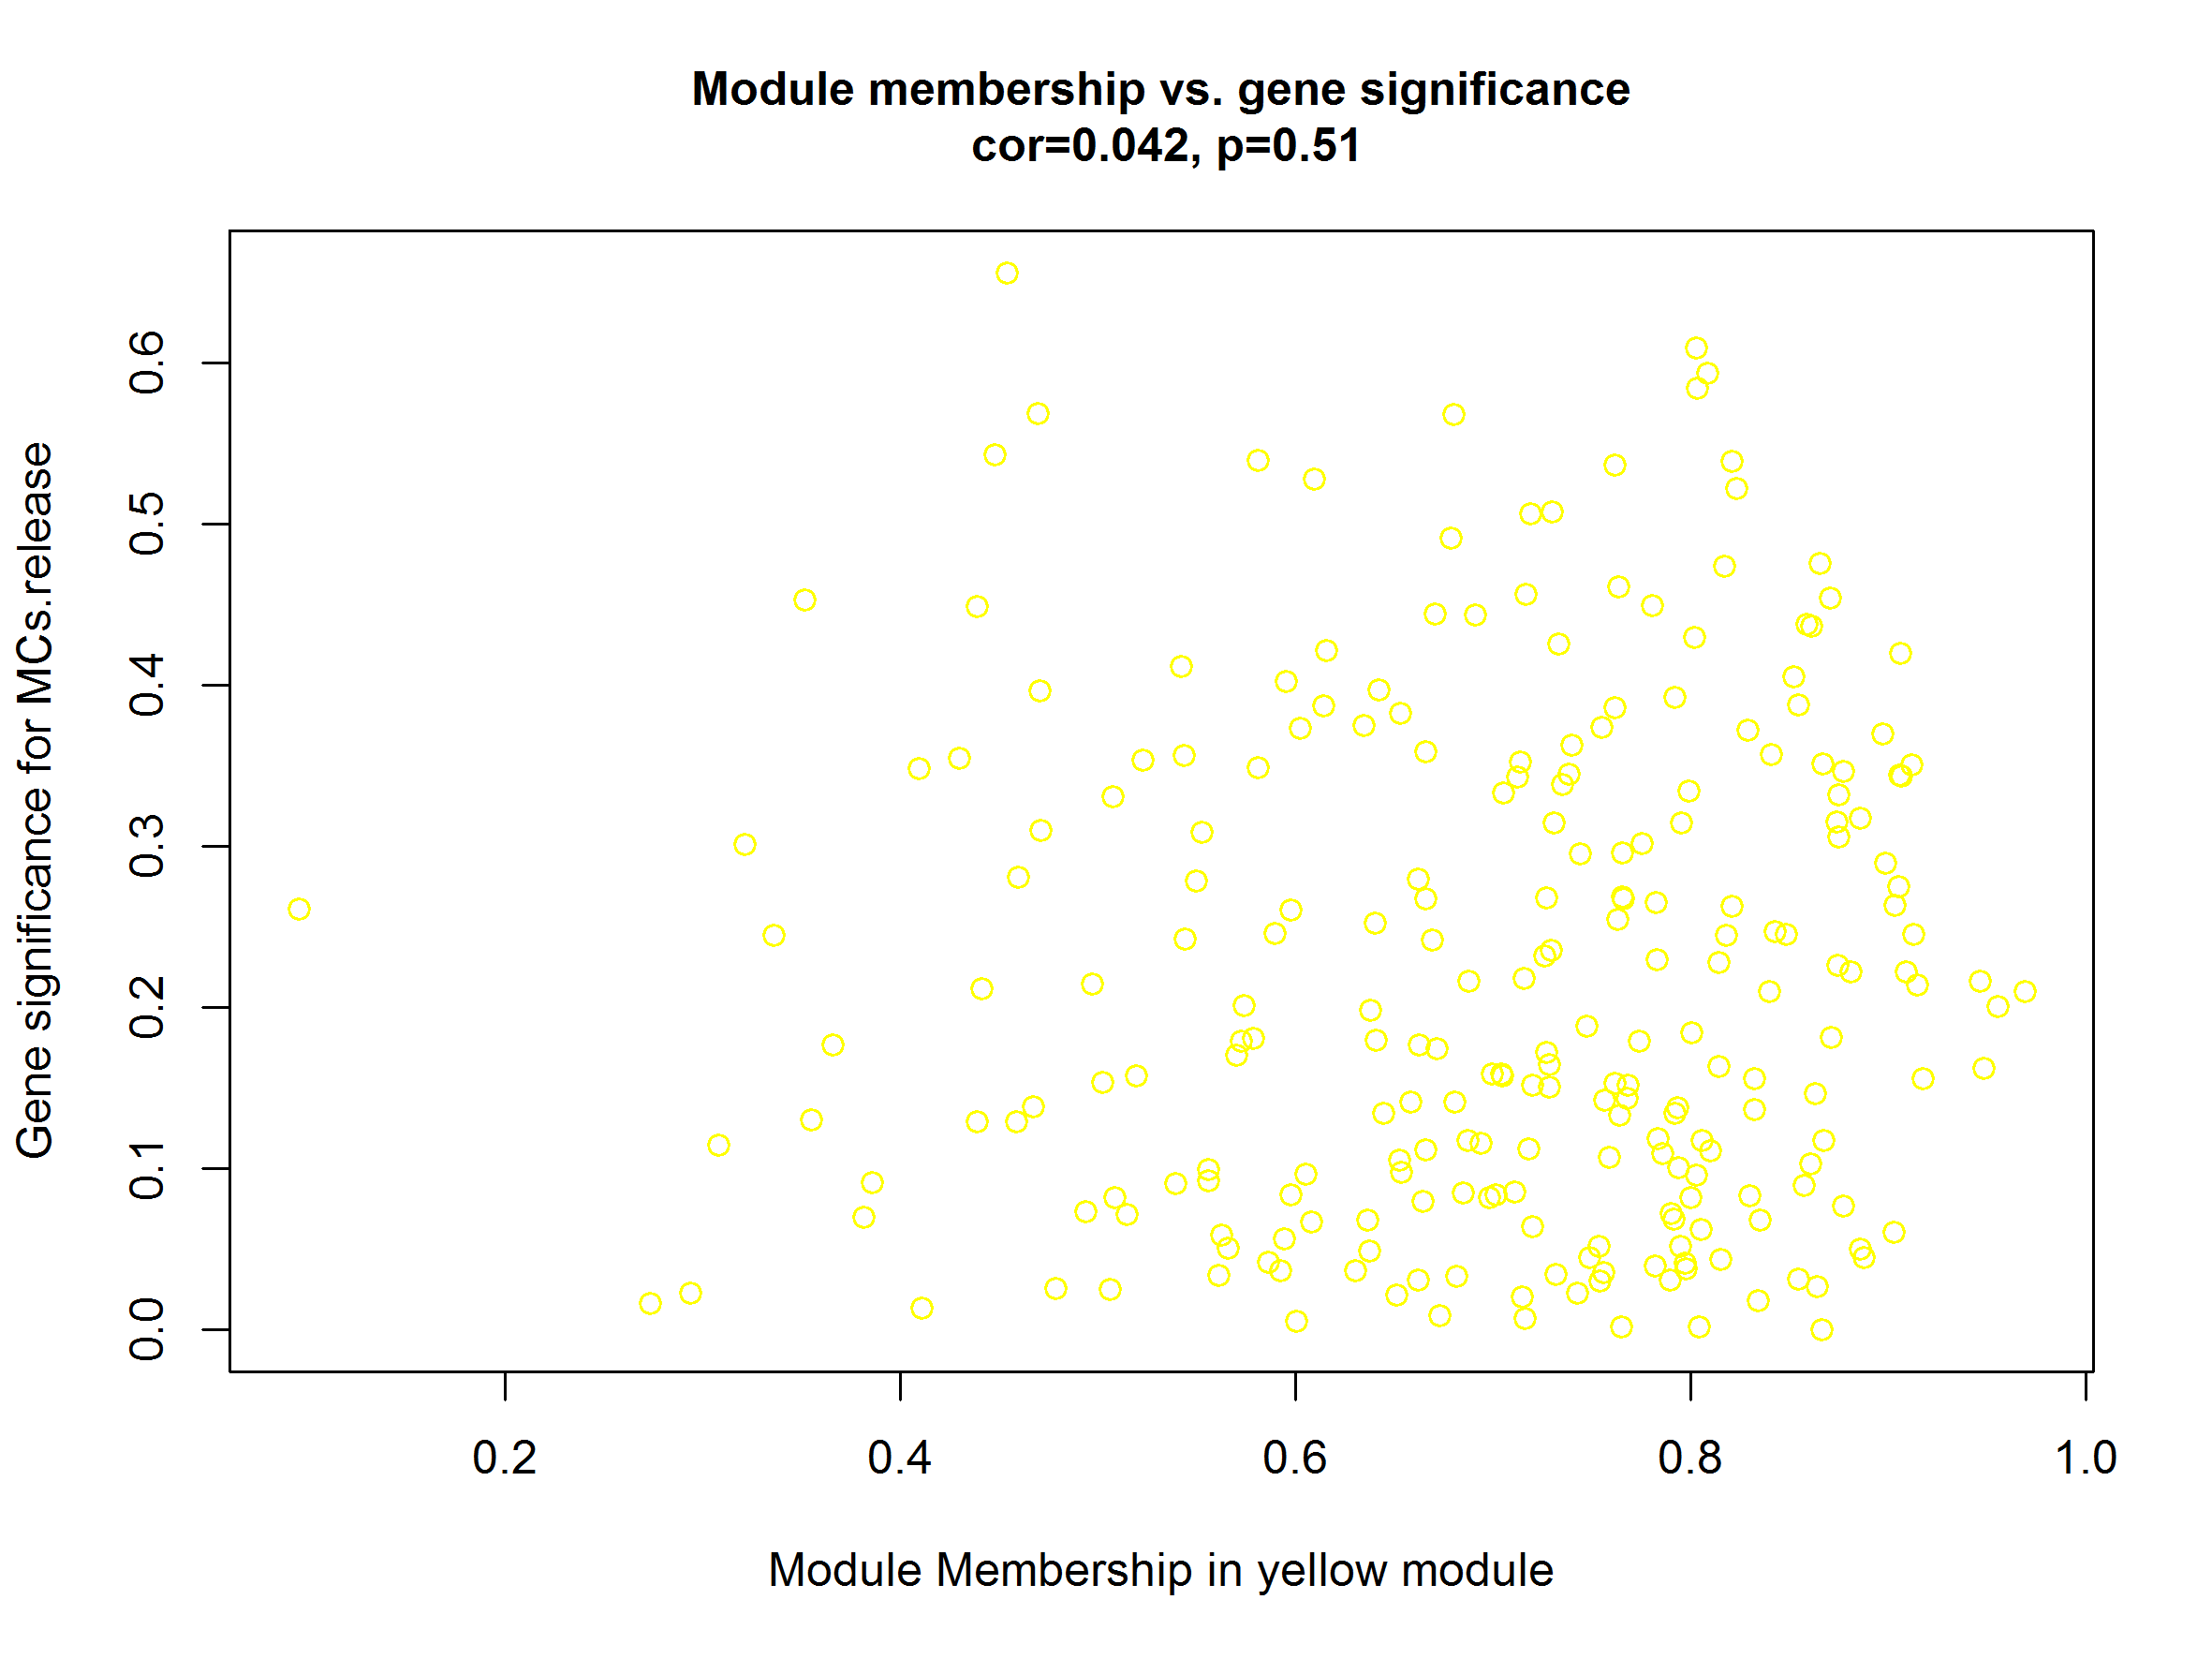 Module membership vs. gene significance
cor=0.042, p=0.51
Gene significance for MCs.release
0.6
0.5
0.4
0.3
0.2
0.1
0.0
0.2 0.4 0.6 0.8 1.0
Module Membership in yellow module